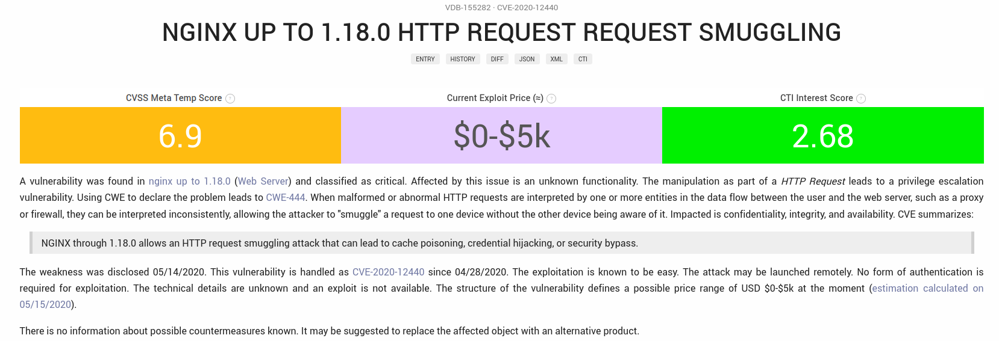 VDB-155282 · CVE-2020-12440
NGINX UP TO 1.18.0 HTTP REQUEST REQUEST SMUGGLING
ENTRY HISTORY DIFF JSON XML CTI
CVSS Meta Temp Score ? Current Exploit Price (≈) ? CTI Interest Score ?
6.9 $0-$5k 2.68
A vulnerability was found in nginx up to 1.18.0 (Web Server) and classified as critical. Affected by this issue is an unknown functionality. The manipulation as part of a HTTP Request leads to a privilege escalation
vulnerability. Using CWE to declare the problem leads to CWE-444. When malformed or abnormal HTTP requests are interpreted by one or more entities in the data flow between the user and the web server, such as a proxy
or firewall, they can be interpreted inconsistently, allowing the attacker to "smuggle" a request to one device without the other device being aware of it. Impacted is confidentiality, integrity, and availability. CVE summarizes:
NGINX through 1.18.0 allows an HTTP request smuggling attack that can lead to cache poisoning, credential hijacking, or security bypass.
The weakness was disclosed 05/14/2020. This vulnerability is handled as CVE-2020-12440 since 04/28/2020. The exploitation is known to be easy. The attack may be launched remotely. No form of authentication is
required for exploitation. The technical details are unknown and an exploit is not available. The structure of the vulnerability defines a possible price range of USD $0-$5k at the moment (estimation calculated on
05/15/2020).
There is no information about possible countermeasures known. It may be suggested to replace the affected object with an alternative product.